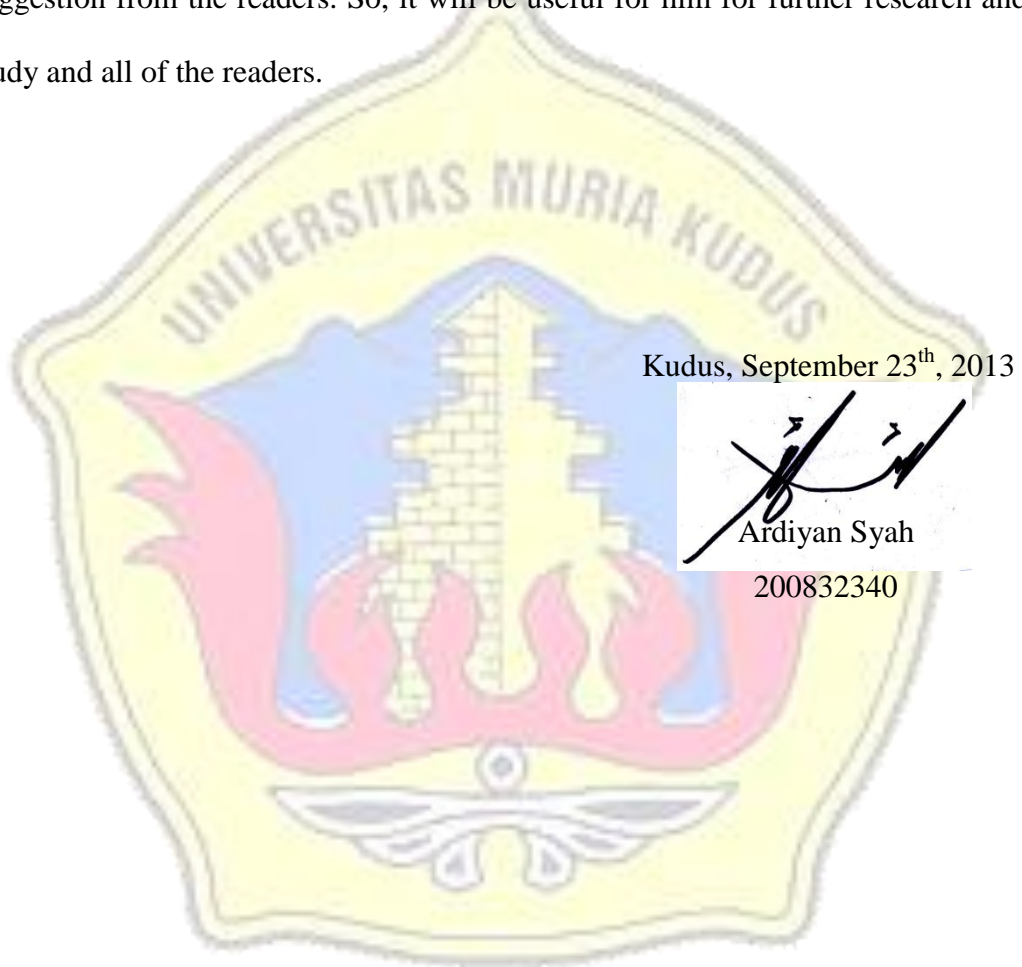 suggestion from the readers. So, it will be useful for him for further research and
study and all of the readers.
UNIVERSITAS MURIA KUDUS
Kudus, September 23th, 2013
Ardiyan Syah
200832340